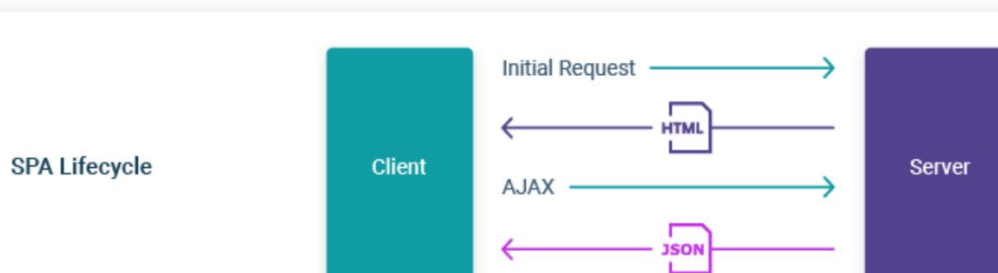 Initial Request
HTML
SPA Lifecycle
Client
Server
AJAX
JSON